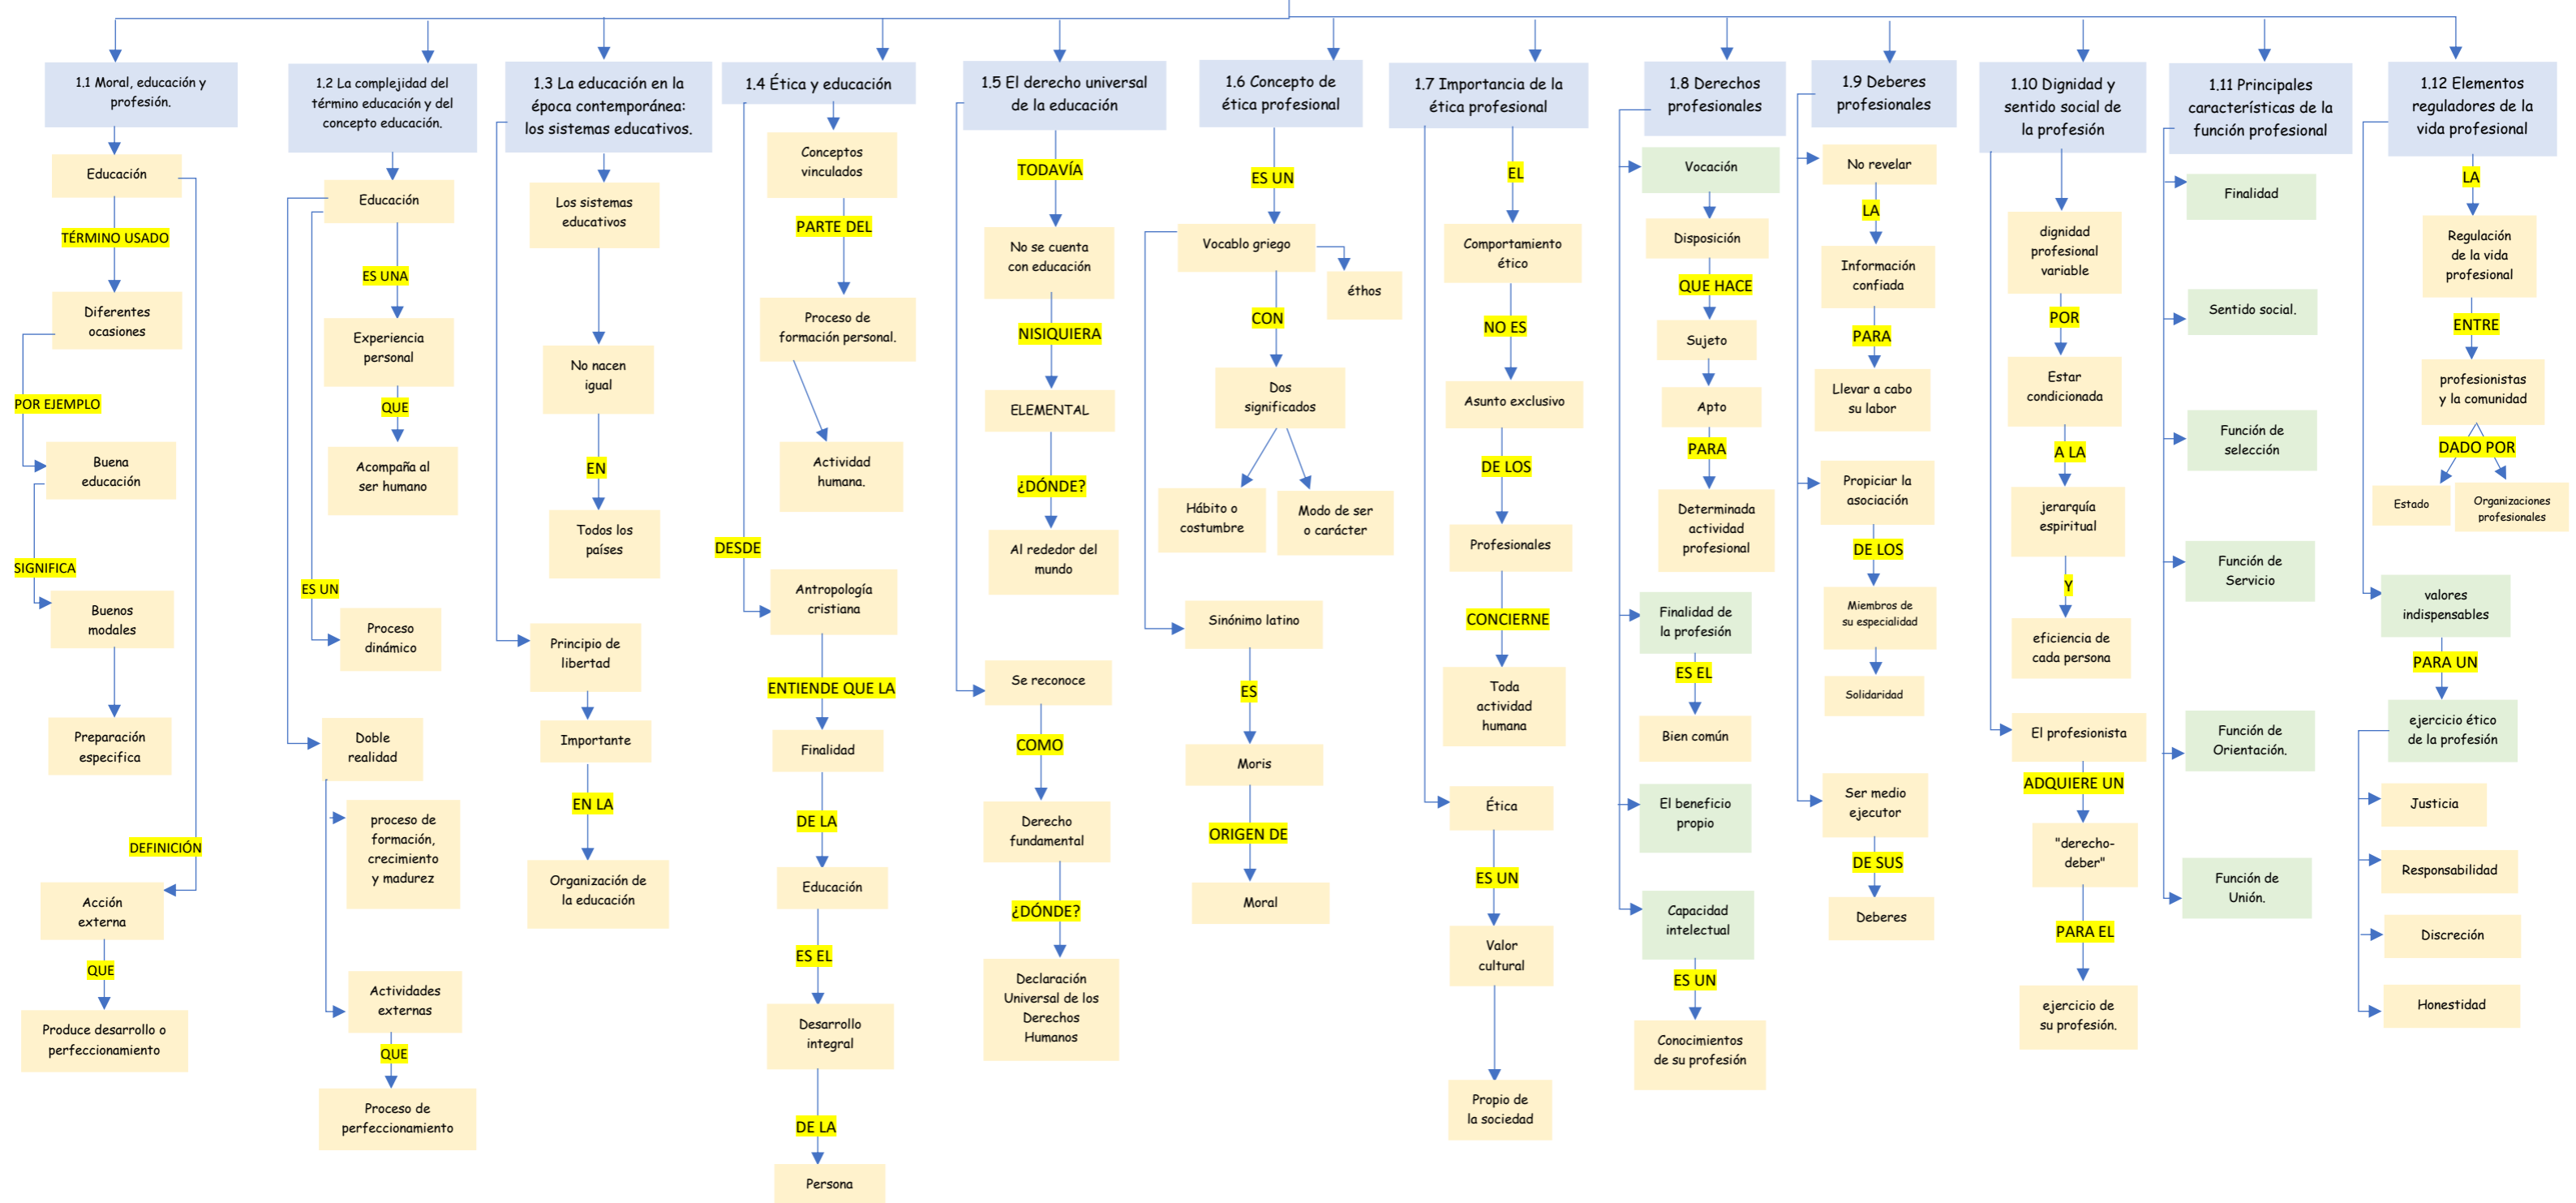 1.1 Moral, educación y
profesión.
Educación
TÉRMINO USADO
Diferentes
ocasiones
POR EJEMPLO
Buena
educación
SIGNIFICA
Buenos
modales
Preparación
especifica
DEFINICIÓN
Acción
externa
QUE
Produce desarrollo o
perfeccionamiento
1.2 La complejidad del
término educación y del
concepto educación.
Educación
ES UNA
Experiencia
personal
QUE
Acompaña al
ser humano
ES UN
Proceso
dinámico
Doble
realidad
proceso de
formación,
crecimiento
y madurez
Actividades
externas
QUE
Proceso de
perfeccionamiento
1.3 La educación en la
época contemporánea:
los sistemas educativos.
Los sistemas
educativos
No nacen
igual
EN
Todos los
países
Principio de
libertad
Importante
EN LA
Organización de
la educación
1.4 Ética y educación
Conceptos
vinculados
PARTE DEL
Proceso de
formación personal.
Actividad
humana.
DESDE
Antropología
cristiana
ENTIENDE QUE LA
Finalidad
DE LA
Educación
ES EL
Desarrollo
integral
DE LA
Persona
1.5 El derecho universal
de la educación
TODAVÍA
No se cuenta
con educación
NISIQUIERA
ELEMENTAL
¿DÓNDE?
Al rededor del
mundo
Se reconoce
COMO
Derecho
fundamental
¿DÓNDE?
Declaración
Universal de los
Derechos
Humanos
1.6 Concepto de
ética profesional
ES UN
Vocablo griego
éthos
CON
Dos
significados
Hábito o
costumbre
Modo de ser
o carácter
Sinónimo latino
ES
Moris
ORIGEN DE
Moral
1.7 Importancia de la
ética profesional
EL
Comportamiento
ético
NO ES
Asunto exclusivo
DE LOS
Profesionales
CONCIERNE
Toda
actividad
humana
Ética
ES UN
Valor
cultural
Propio de
la sociedad
1.8 Derechos
profesionales
Vocación
Disposición
QUE HACE
Sujeto
Apto
PARA
Determinada
actividad
profesional
Finalidad de
la profesión
ES EL
Bien común
El beneficio
propio
Capacidad
intelectual
ES UN
Conocimientos
de su profesión
1.9 Deberes
profesionales
No revelar
LA
Información
confiada
PARA
Llevar a cabo
su labor
Propiciar la
asociación
DE LOS
Miembros de
su especialidad
Solidaridad
Ser medio
ejecutor
DE SUS
Deberes
1.10 Dignidad y
sentido social de
la profesión
dignidad
profesional
variable
POR
Estar
condicionada
A LA
jerarquía
espiritual
Y
eficiencia de
cada persona
El profesionista
ADQUIERE UN
"derecho-
deber"
PARA EL
ejercicio de
su profesión.
1.11 Principales
características de la
función profesional
Finalidad
Sentido social.
Función de
selección
Función de
Servicio
Función de
Orientación.
Función de
Unión.
1.12 Elementos
reguladores de la
vida profesional
LA
Regulación
de la vida
profesional
ENTRE
profesionistas
y la comunidad
DADO POR
Estado
Organizaciones
profesionales
valores
indispensables
PARA UN
ejercicio ético
de la profesión
Justicia
Responsabilidad
Discreción
Honestidad